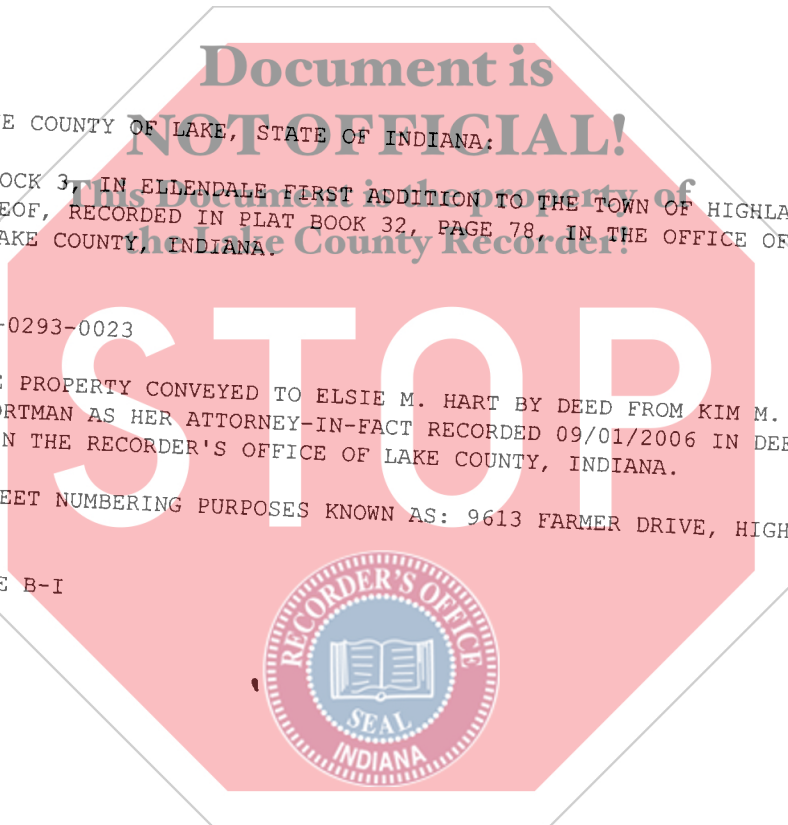 Document is
NOT OFFICIAL!
This Document is the property of
the Lake County Recorder!
E COUNTY OF LAKE, STATE OF INDIANA:
OCK 3, IN ELLENDALE FIRST ADDITION TO THE TOWN OF HIGHLA
EOF, RECORDED IN PLAT BOOK 32, PAGE 78, IN THE OFFICE OF
AKE COUNTY, INDIANA.
-0293-0023
E PROPERTY CONVEYED TO ELSIE M. HART BY DEED FROM KIM M.
ORTMAN AS HER ATTORNEY-IN-FACT RECORDED 09/01/2006 IN DEE
N THE RECORDER'S OFFICE OF LAKE COUNTY, INDIANA.
EET NUMBERING PURPOSES KNOWN AS: 9613 FARMER DRIVE, HIGH
E B-I
STOP
RECORDER'S OFFICE
SEAL
INDIANA